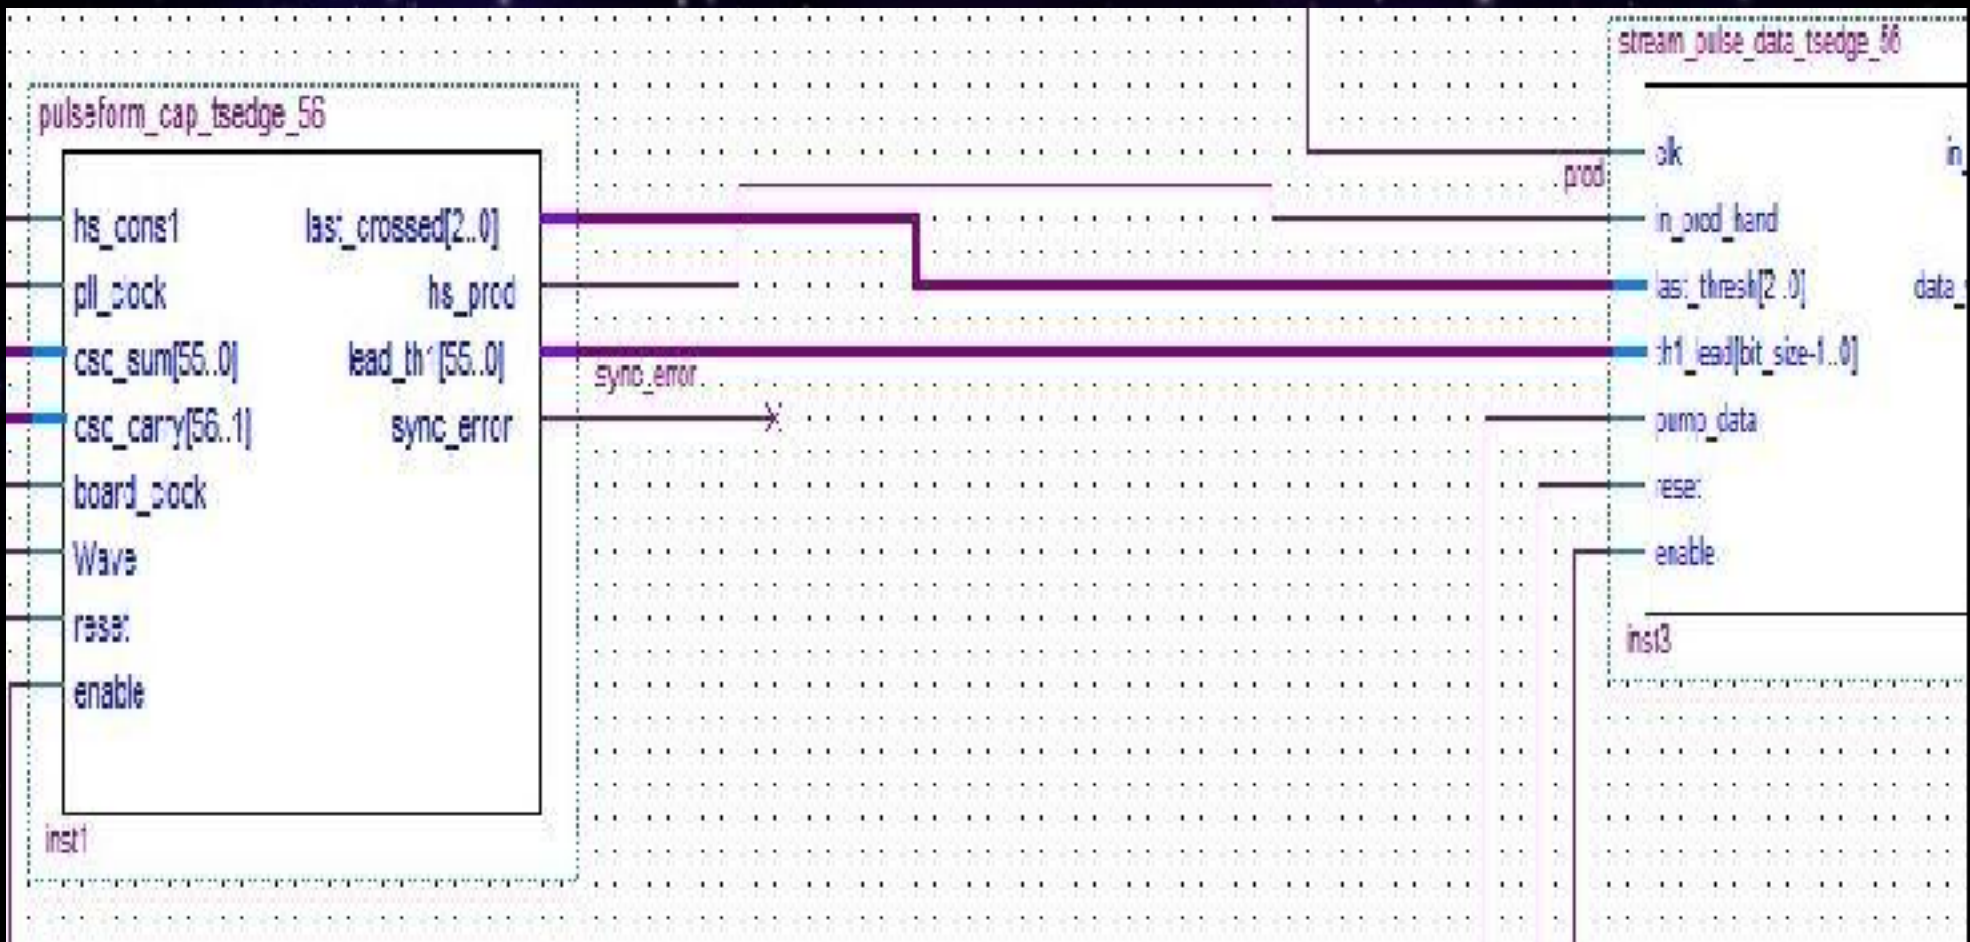 pulseform_cap_tsedge_56
hs_cons1
last_crossed[2..0]
pll_clock
hs_prod
csc_sum[55..0]
lead_th1[55..0]
csc_carry[56..1]
sync_error
board_clock
Wave
reset
enable
inst1
sync_error
stream_pulse_data_tsedge_56
prod
clk
in_
in_prod_hand
last_thresh[2..0]
data_
th1_lead[bit_size-1..0]
pump_data
reset
enable
inst3